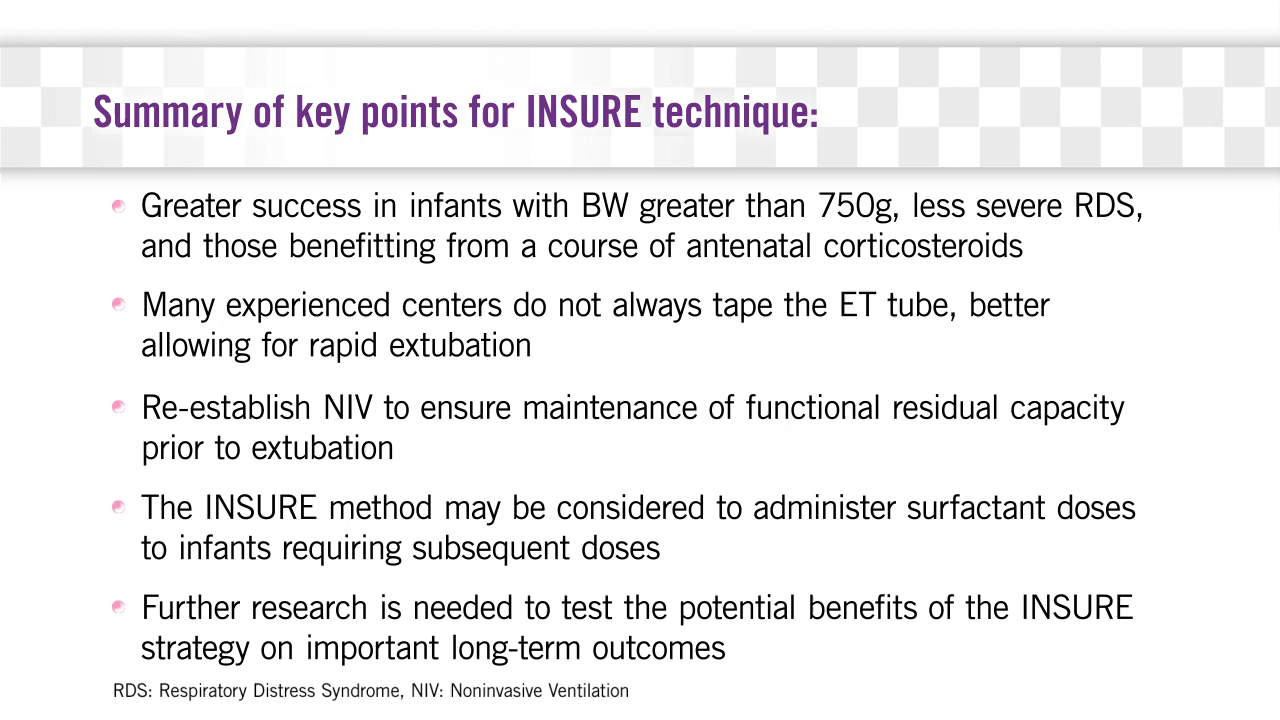 Summary of key points for INSURE technique:
Greater success in infants with BW greater than 750g, less severe RDS,
and those benefitting from a course of antenatal corticosteroids
Many experienced centers do not always tape the ET tube, better
allowing for rapid extubation
Re-establish NIV to ensure maintenance of functional residual capacity
prior to extubation
The INSURE method may be considered to administer surfactant doses
to infants requiring subsequent doses
Further research is needed to test the potential benefits of the INSURE
strategy on important long-term outcomes
RDS: Respiratory Distress Syndrome, NIV: Noninvasive Ventilation